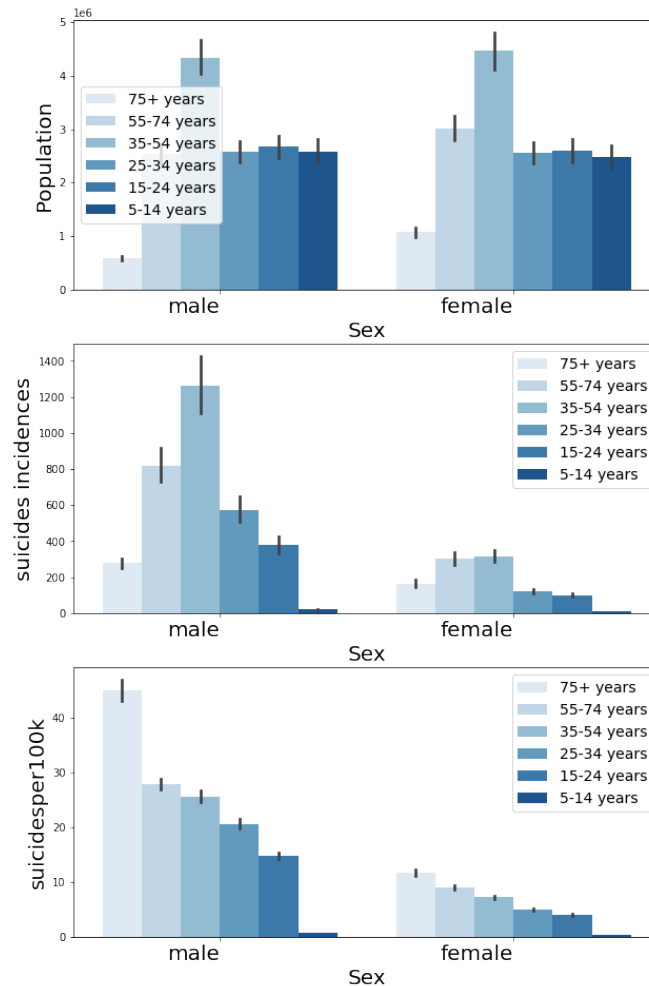 1e6
5
4
3
2
1
0
Population
75+ years
55-74 years
35-54 years
25-34 years
15-24 years
5-14 years
male
female
Sex
1400
1200
1000
800
600
400
200
0
suicides incidences
75+ years
55-74 years
35-54 years
25-34 years
15-24 years
5-14 years
male
female
Sex
40
30
20
10
0
suicidesper100k
75+ years
55-74 years
35-54 years
25-34 years
15-24 years
5-14 years
male
female
Sex